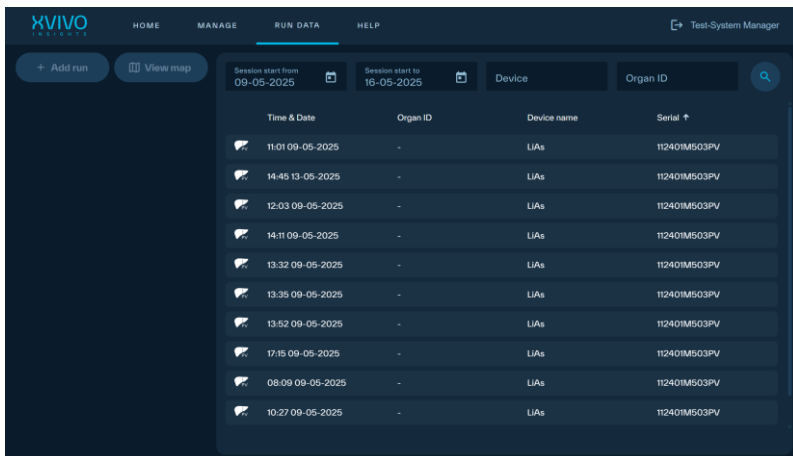 XVIVO
INSIGHTS
HOME MANAGE RUN DATA HELP Test-System Manager
+ Add run View map
Session start from Session start to
09-05-2025 16-05-2025 Device Organ ID
Time & Date Organ ID Device name Serial ↑
11:01 09-05-2025 - LiAs 112401M503PV
14:45 13-05-2025 - LiAs 112401M503PV
12:03 09-05-2025 - LiAs 112401M503PV
14:11 09-05-2025 - LiAs 112401M503PV
13:32 09-05-2025 - LiAs 112401M503PV
13:35 09-05-2025 - LiAs 112401M503PV
13:52 09-05-2025 - LiAs 112401M503PV
17:15 09-05-2025 - LiAs 112401M503PV
08:09 09-05-2025 - LiAs 112401M503PV
10:27 09-05-2025 - LiAs 112401M503PV